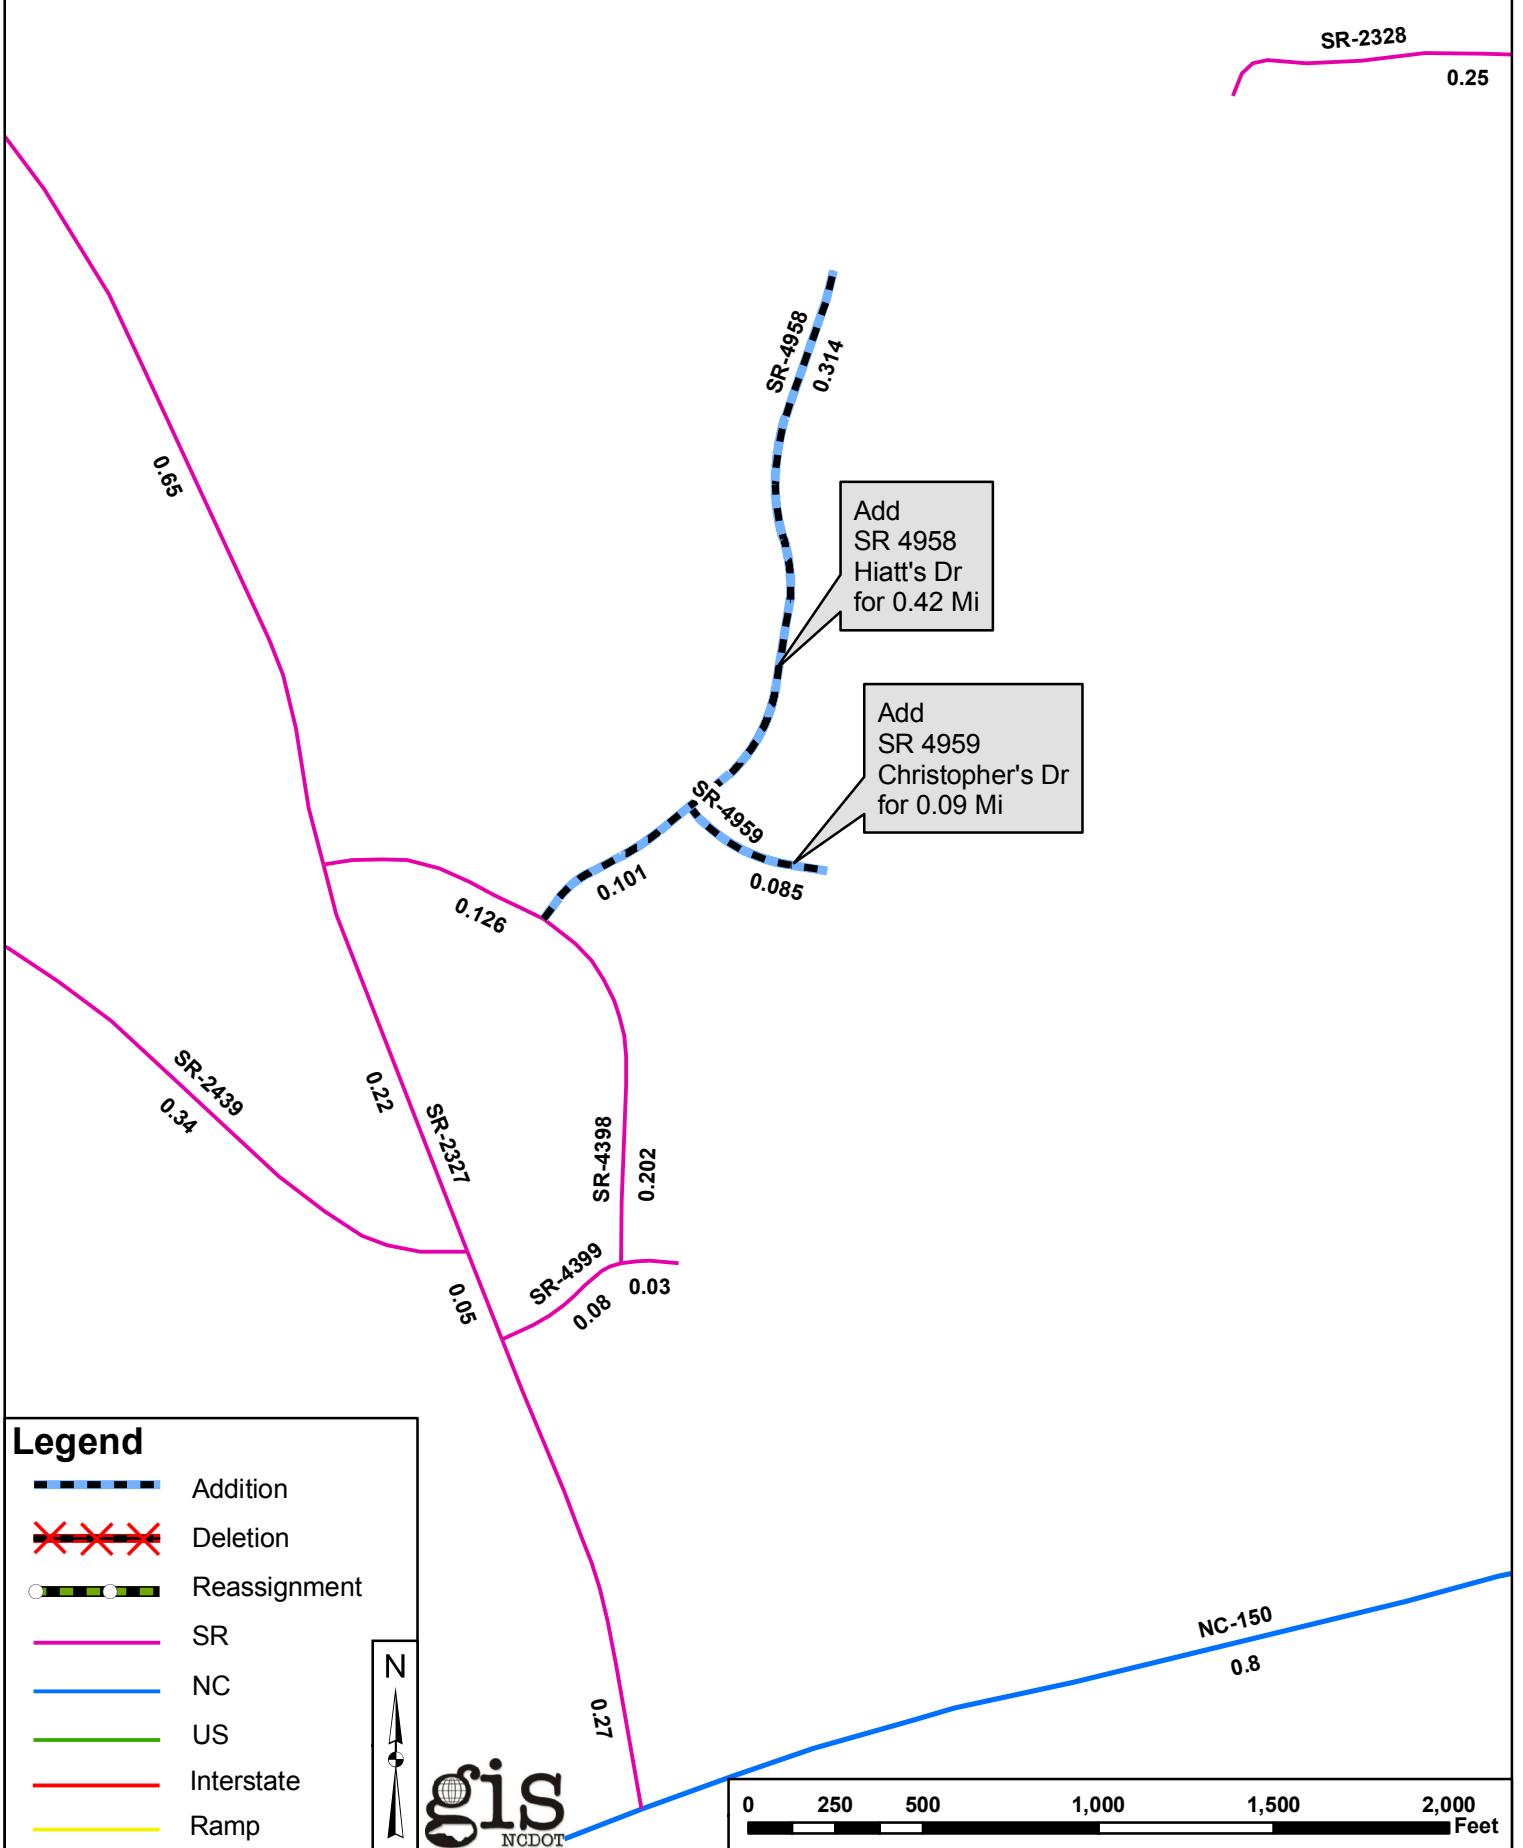 SR-2328
0.25
SR-4958
0.314
0.65
Add
SR 4958
Hiatt's Dr
for 0.42 Mi
Add
SR 4959
Christopher's Dr
for 0.09 Mi
SR-4959
0.101
0.085
0.126
SR-2439
0.34
0.22
SR-2327
SR-4398
0.202
SR-4399
0.03
0.08
0.05
Legend
Addition
Deletion
Reassignment
SR
NC
US
Interstate
Ramp
N
0.27
NC-150
0.8
gis
NCDOT
0 250 500 1,000 1,500 2,000
Feet